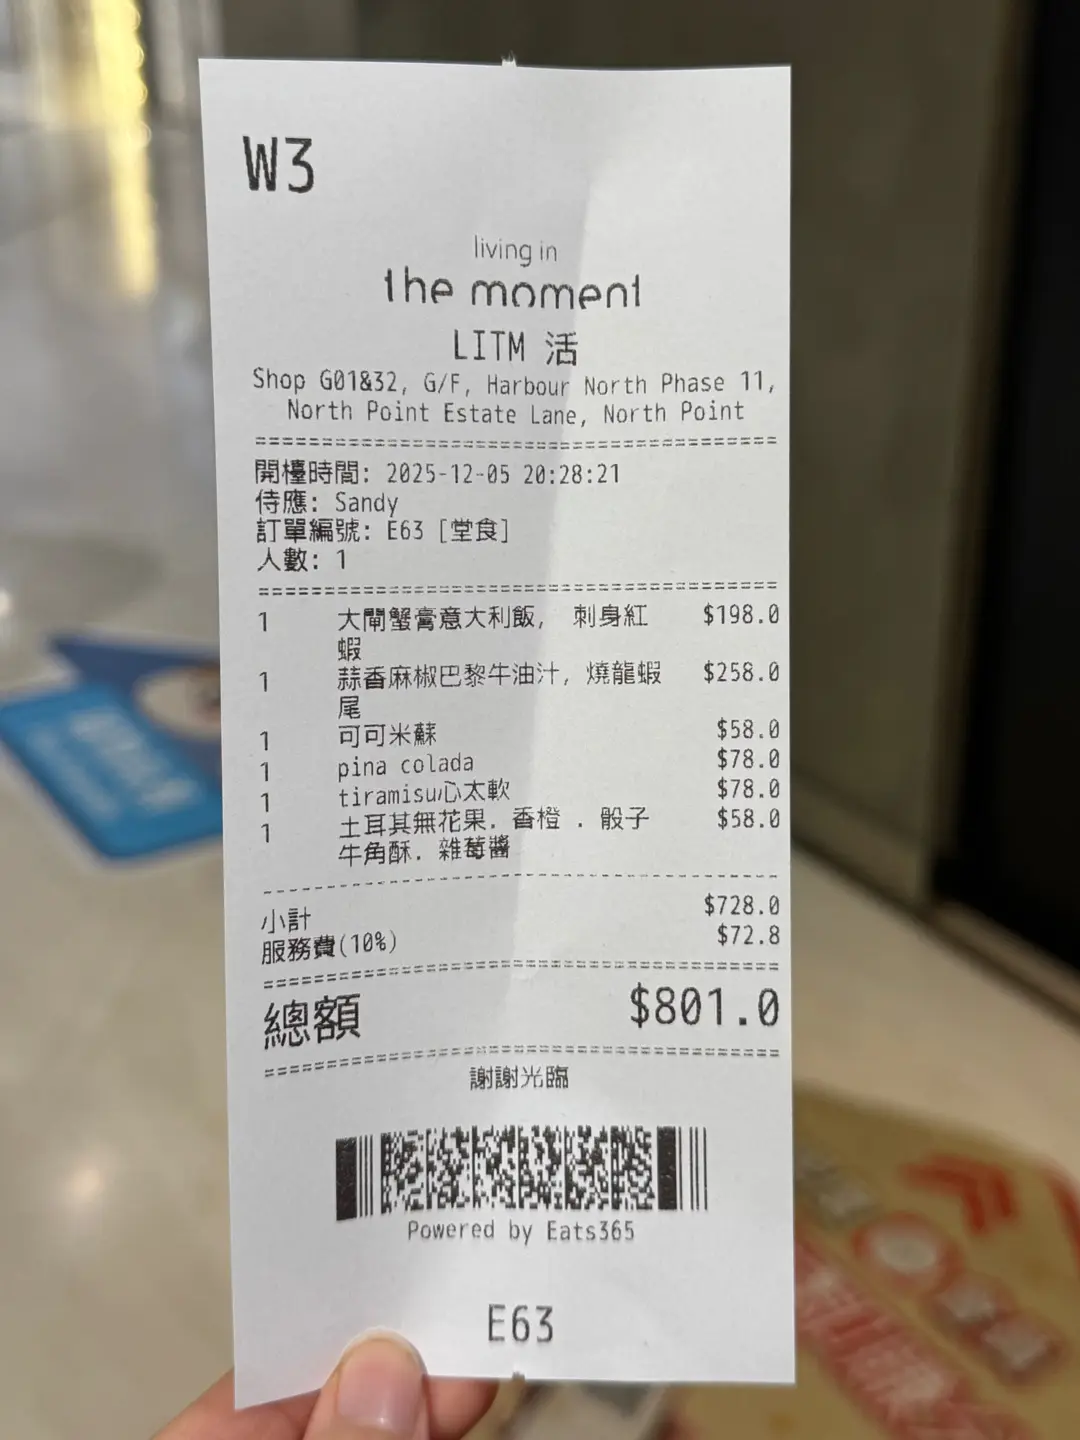 W3
living in
the moment
LITM 活
Shop G01&32, G/F, Harbour North Phase 11,
North Point Estate Lane, North Point
開檯時間: 2025-12-05 20:28:21
侍應: Sandy
訂單編號: E63 [堂食]
人數: 1
1 大閘蟹膏意大利飯, 刺身紅 $198.0
蝦
1 蒜香麻椒巴黎牛油汁, 燒龍蝦 $258.0
尾
1 可可米蘇 $58.0
1 pina colada $78.0
1 tiramisu心太軟 $78.0
1 土耳其無花果. 香橙 . 骰子 $58.0
牛角酥. 雜莓醬
小計 $728.0
服務費(10%) $72.8
總額 $801.0
謝謝光臨
Powered by Eats365
E63